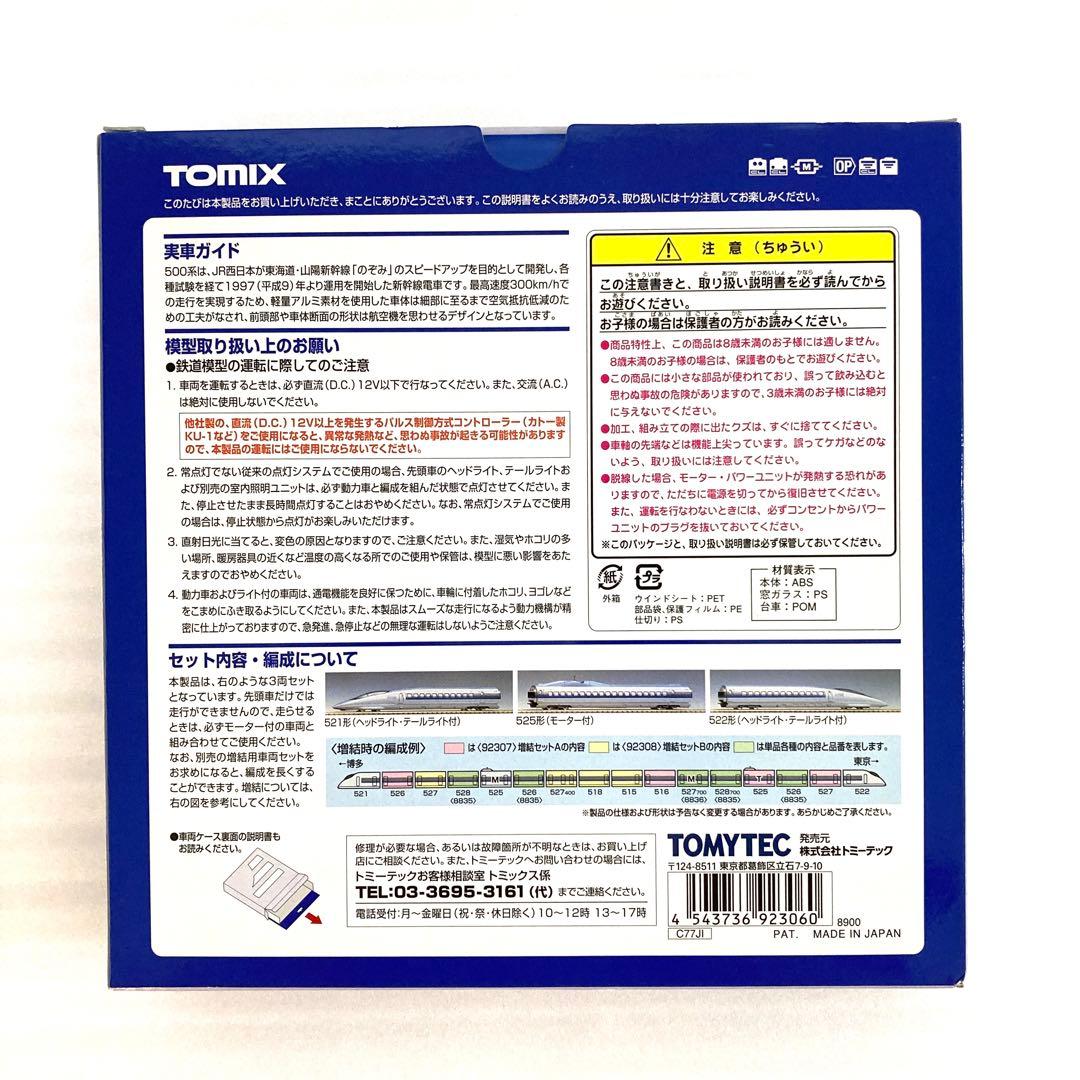 TOMIX
OP
このたびは本製品をお買い上げいただき、まことにありがとうございます。この説明書をよくお読みのうえ、取り扱いには十分注意してお楽しみください。
実車ガイド
500系は、JR西日本が東海道・山陽新幹線「のぞみ」のスピードアップを目的として開発し、各
種試験を経て1997(平成9)年より運用を開始した新幹線電車です。最高速度300km/hで
の走行を実現するため、軽量アルミ素材を使用した車体は細部に至るまで空気抵抗低減のた
めの工夫がなされ、前頭部や車体断面の形状は航空機を思わせるデザインとなっています。
模型取り扱い上のお願い
●鉄道模型の運転に際してのご注意
1. 車両を運転するときは、必ず直流(D.C.)12V以下で行なってください。また、交流(A.C.)
は絶対に使用しないでください。
他社製の、直流(D.C.)12V以上を発生するパルス制御方式コントローラー(カトー製
KU-1など)をご使用になると、異常な発熱など、思わぬ事故が起きる可能性があります
ので、本製品の運転にはご使用にならないでください。
2. 常点灯でない従来の点灯システムでご使用の場合、先頭車のヘッドライト、テールライトお
よび別売の室内照明ユニットは、必ず動力車と編成を組んだ状態で点灯させてください。ま
た、停止させたまま長時間点灯することはおやめください。なお、常点灯システムでご使用
の場合は、停止状態から点灯がお楽しみいただけます。
3. 直射日光に当てると、変色の原因となりますので、ご注意ください。また、湿気やホコリの多
い場所、暖房器具の近くなど温度の高くなる所でのご使用や保管は、模型に悪い影響をあた
えますのでおやめください。
4. 動力車およびライト付の車両は、通電機能を良好に保つために、車輪に付着したホコリ、ヨゴレなど
をこまめにふき取るようにしてください。また、本製品はスムーズな走行になるよう動力機構が精
密に仕上がっておりますので、急発進、急停止などの無理な運転はしないようご注意ください。
注 意(ちゅうい)
この注意書きと、取り扱い説明書を必ず読んでから
お遊びください。
お子様の場合は保護者の方がお読みください。
●商品特性上、この商品は8歳未満のお子様には適しません。
8歳未満のお子様の場合は、保護者のもとでお遊びください。
●この商品には小さな部品が使われており、誤って飲み込むと
思わぬ事故の危険がありますので、3歳未満のお子様には絶対
に与えないでください。
●加工、組み立ての際に出たクズは、すぐに捨ててください。
●車軸の先端などは機能上尖っています。誤ってケガなどのな
いよう、取り扱いには注意してください。
●脱線した場合、モーター・パワーユニットが発熱する恐れがあ
りますので、ただちに電源を切ってから復旧させてください。
また、運転を行なわないときには、必ずコンセントからパワー
ユニットのプラグを抜いておいてください。
※このパッケージと、取り扱い説明書は必ず保管しておいてください。
紙
外箱
プラ
ウインドシート:PET
部品袋、保護フィルム:PE
仕切り:PS
材質表示
本体:ABS
窓ガラス:PS
台車:POM
セット内容・編成について
本製品は、右のような3両セット
となっています。先頭車だけでは
走行ができませんので、走らせる
ときは、必ずモーター付の車両と
組み合わせてご使用ください。
なお、別売の増結用車両セットを
お求めになると、編成を長くする
ことができます。増結については、
右の図を参考にしてください。
521形(ヘッドライト・テールライト付)
525形(モーター付)
522形(ヘッドライト・テールライト付)
〈増結時の編成例〉 は〈92307〉増結セットAの内容 は〈92308〉増結セットBの内容 は単品各種の内容と品番を表します。
←博多 東京→
M M T
521 526 527 528 525 526 527400 518 515 516 527700 528700 525 526 527 522
〈8835〉 〈8835〉 〈8836〉 〈8835〉 〈8835〉
※製品の仕様および形状は予告なく変更する場合があります。あらかじめご了承ください。
●車両ケース裏面の説明書も
お読みください。
修理が必要な場合、あるいは故障箇所が不明なときは、お買い上げ
店にご相談ください。また、トミーテックへお問い合わせの場合には、
トミーテックお客様相談室 トミックス係
TEL:03-3695-3161(代)までご連絡ください。
電話受付:月〜金曜日(祝・祭・休日除く)10〜12時 13〜17時
TOMYTEC 発売元
株式会社トミーテック
〒124-8511 東京都葛飾区立石7-9-10
4 543736 923060
8900
C77JI
PAT. MADE IN JAPAN